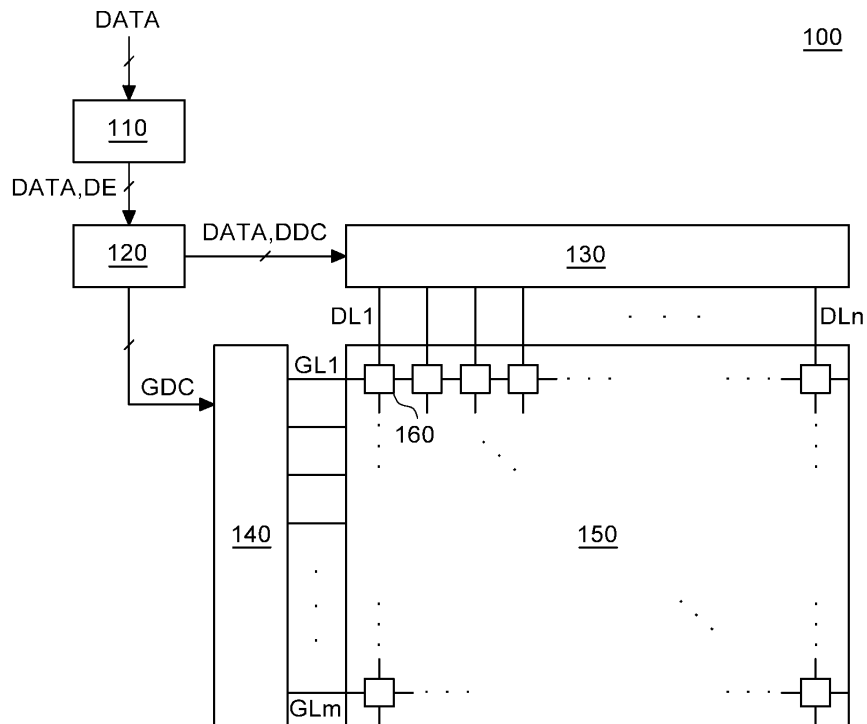 DATA
100
110
DATA,DE
120
DATA,DDC
130
DL1
DLn
GL1
GDC
160
140
150
GLm